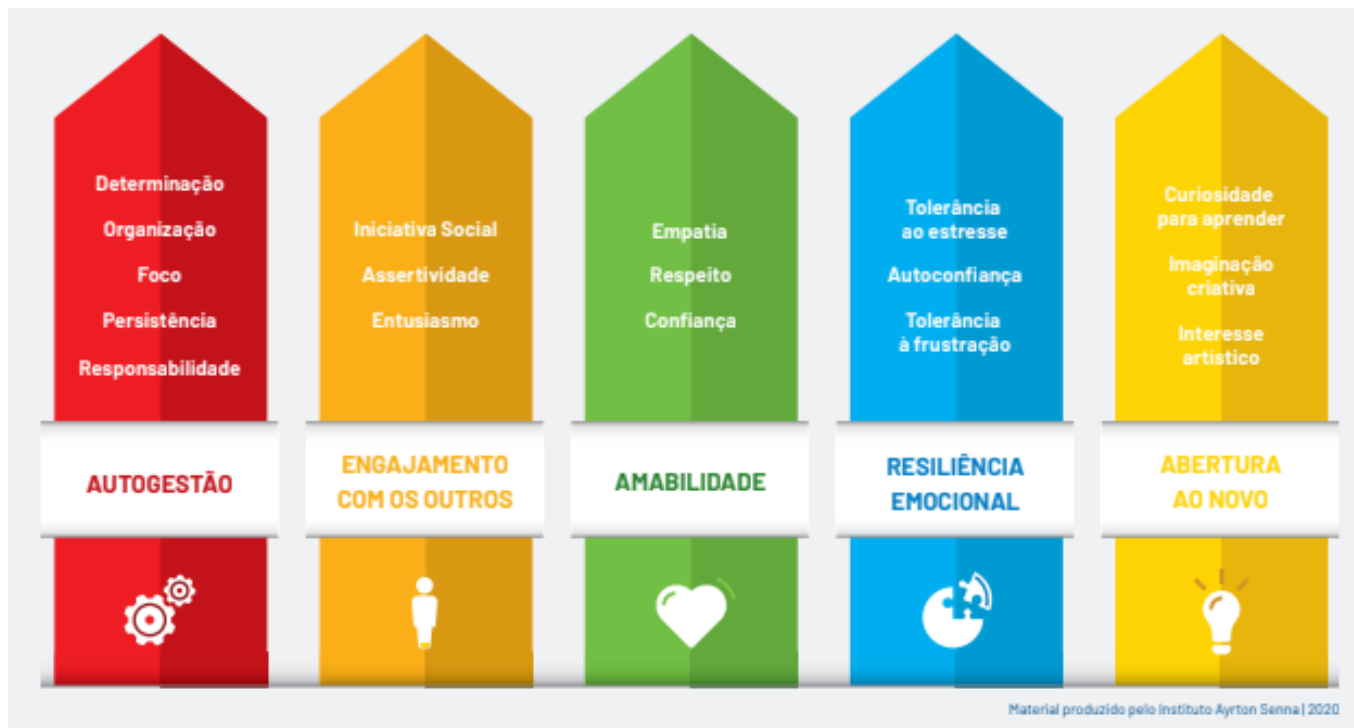 Determinação
Organização
Foco
Persistência
Responsabilidade
AUTOGESTÃO
Iniciativa Social
Assertividade
Entusiasmo
ENGAJAMENTO
COM OS OUTROS
Empatia
Respeito
Confiança
AMABILIDADE
Tolerância
ao estresse
Autoconfiança
Tolerância
à frustração
RESILIÊNCIA
EMOCIONAL
Curiosidade
para aprender
Imaginação
criativa
Interesse
artístico
ABERTURA
AO NOVO
Material produzido pelo Instituto Ayrton Senna | 2020